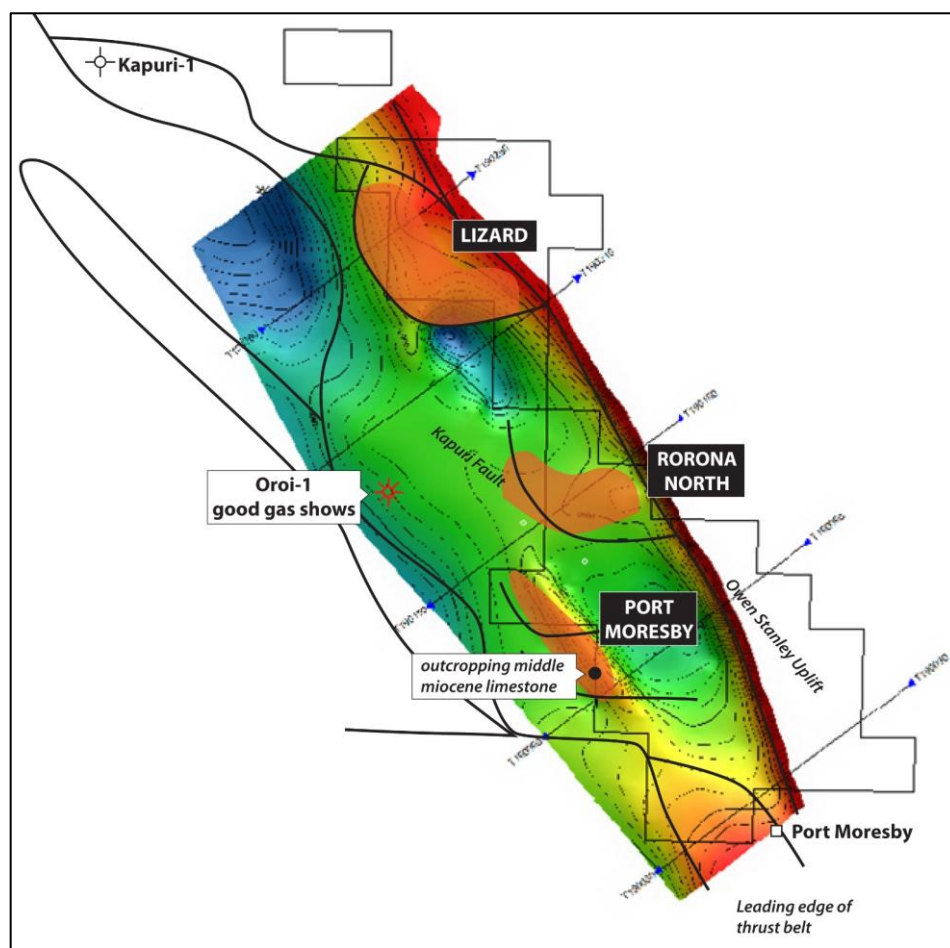 Kapuri-1
LIZARD
Kapuri Fault
RORONA
NORTH
Oroi-1
good gas shows
PORT
MORESBY
Owen Stanley Uplift
outcropping middle
miocene limestone
Port Moresby
Leading edge of
thrust belt